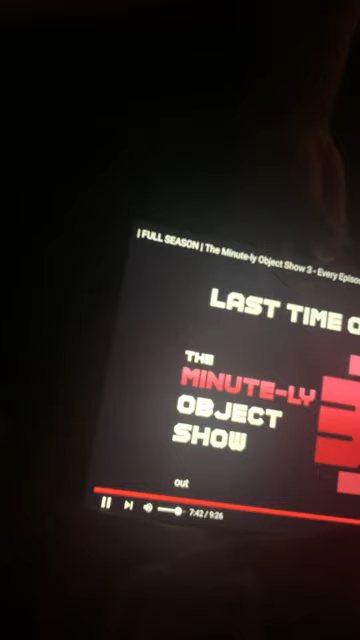 | FULL SEASON | The Minute-ly Object Show 3 - Every
LAST TIME
THE
MINUTE-LY
OBJECT
SHOW
out
7:42 / 9:26